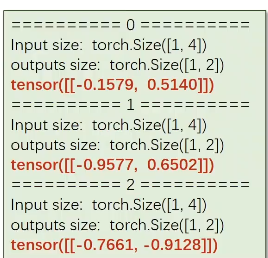 ========== 0 ==========
Input size:  torch.Size([1, 4])
outputs size:  torch.Size([1, 2])
tensor([[-0.1579,  0.5140]])
========== 1 ==========
Input size:  torch.Size([1, 4])
outputs size:  torch.Size([1, 2])
tensor([[-0.9577,  0.6502]])
========== 2 ==========
Input size:  torch.Size([1, 4])
outputs size:  torch.Size([1, 2])
tensor([[-0.7661, -0.9128]])